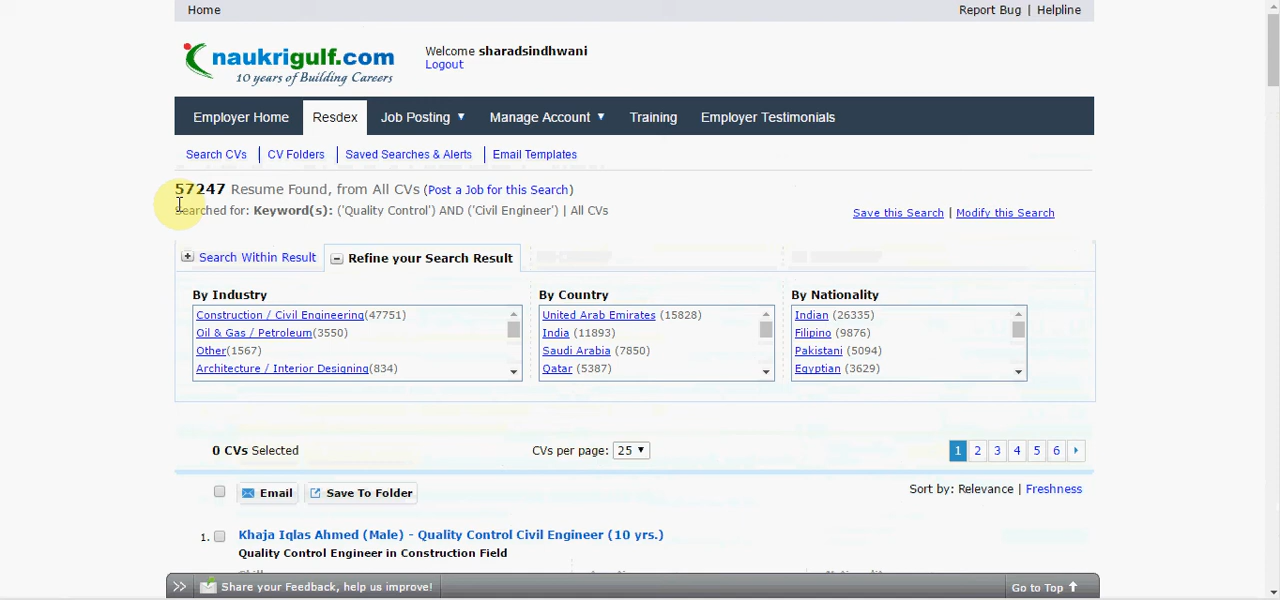 Home
Report Bug | Helpline
naukrigulf.com
10 years of Building Careers
Welcome sharadsindhwani
Logout
Employer Home
Resdex
Job Posting ▼
Manage Account ▼
Training
Employer Testimonials
Search CVs | CV Folders | Saved Searches & Alerts | Email Templates
57247 Resume Found, from All CVs (Post a Job for this Search)
Searched for: Keyword(s): ('Quality Control') AND ('Civil Engineer') | All CVs
Save this Search | Modify this Search
Search Within Result
Refine your Search Result
By Industry
Construction / Civil Engineering(47751)
Oil & Gas / Petroleum(3550)
Other(1567)
Architecture / Interior Designing(834)
By Country
United Arab Emirates (15828)
India (11893)
Saudi Arabia (7850)
Qatar (5387)
By Nationality
Indian (26335)
Filipino (9876)
Pakistani (5094)
Egyptian (3629)
0 CVs Selected
CVs per page: 25 ▼
1 2 3 4 5 6
Email
Save To Folder
Sort by: Relevance | Freshness
1. Khaja Iqlas Ahmed (Male) - Quality Control Civil Engineer (10 yrs.)
Quality Control Engineer in Construction Field
Share your Feedback, help us improve!
Go to Top